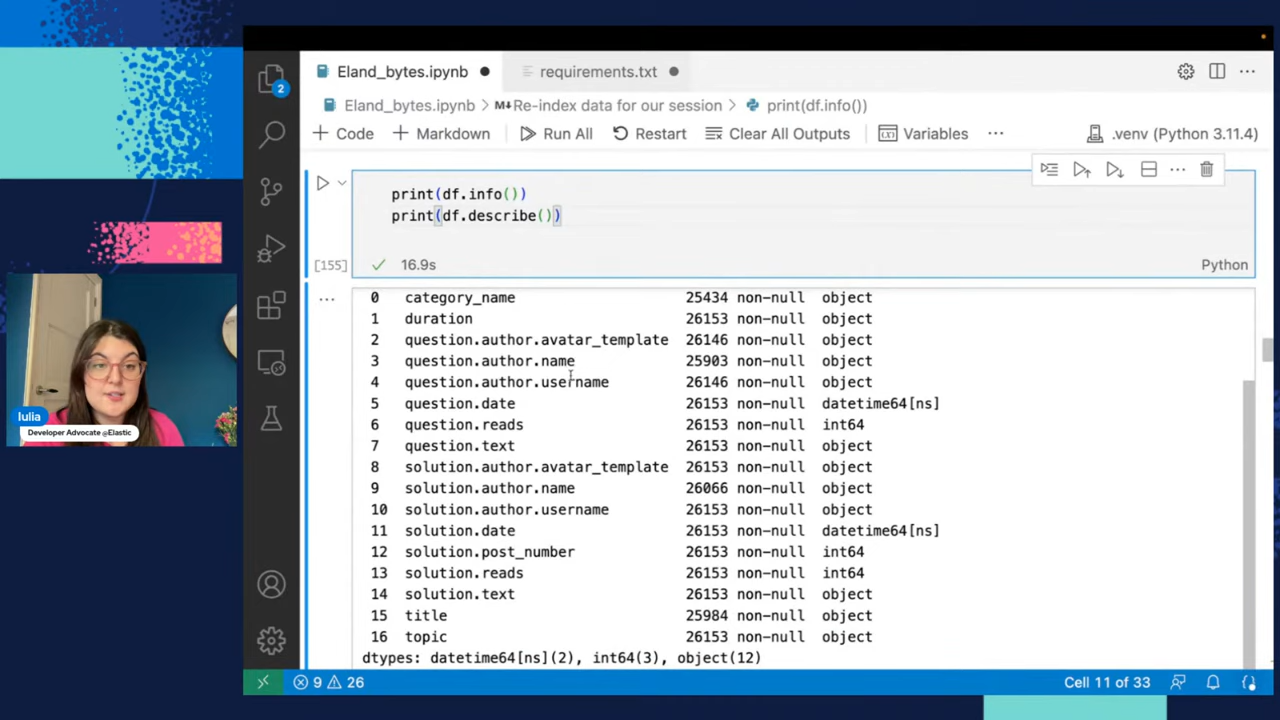 Eland_bytes.ipynb
requirements.txt
2
Eland_bytes.ipynb > M↓Re-index data for our session > print(df.info())
+ Code + Markdown Run All Restart Clear All Outputs Variables ... .venv (Python 3.11.4)
print(df.info())
print(df.describe())
[155] ✓ 16.9s Python
0 category_name 25434 non-null object
1 duration 26153 non-null object
2 question.author.avatar_template 26146 non-null object
3 question.author.name 25903 non-null object
4 question.author.username 26146 non-null object
5 question.date 26153 non-null datetime64[ns]
6 question.reads 26153 non-null int64
7 question.text 26153 non-null object
8 solution.author.avatar_template 26153 non-null object
9 solution.author.name 26066 non-null object
10 solution.author.username 26153 non-null object
11 solution.date 26153 non-null datetime64[ns]
12 solution.post_number 26153 non-null int64
13 solution.reads 26153 non-null int64
14 solution.text 26153 non-null object
15 title 25984 non-null object
16 topic 26153 non-null object
dtypes: datetime64[ns](2), int64(3), object(12)
9 26 Cell 11 of 33
Iulia
Developer Advocate @Elastic